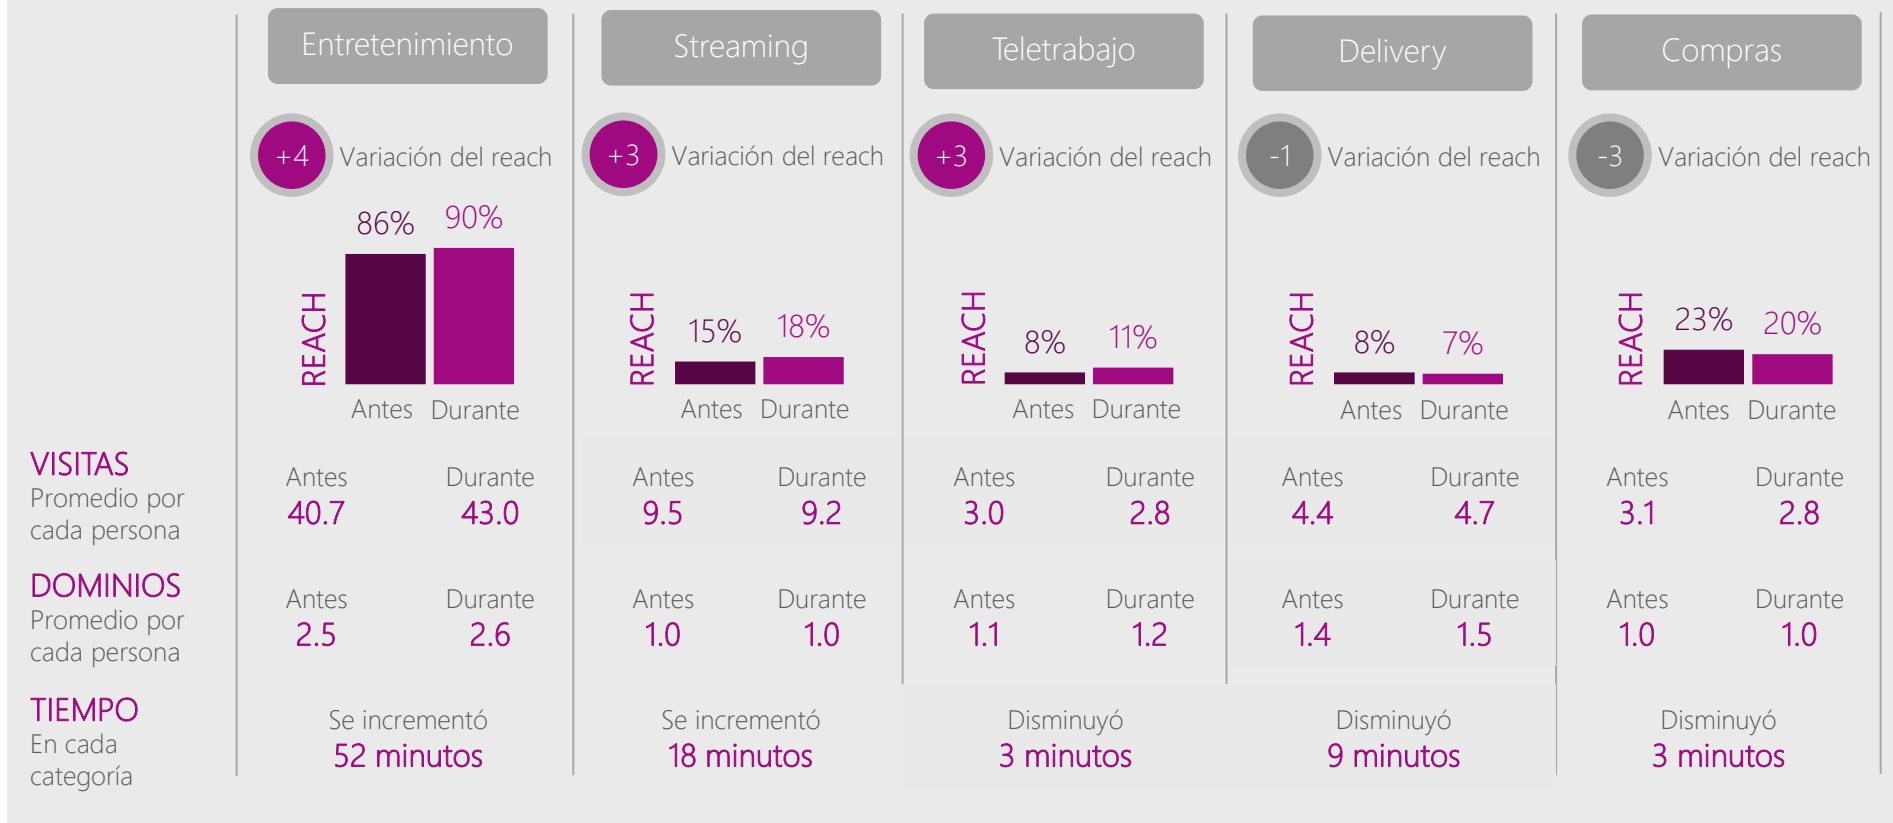 Entretenimiento
Streaming
Teletrabajo
Delivery
Compras
+4 Variación del reach
+3 Variación del reach
+3 Variación del reach
-1 Variación del reach
-3 Variación del reach
REACH
86% 90%
Antes Durante
REACH
15% 18%
Antes Durante
REACH
8% 11%
Antes Durante
REACH
8% 7%
Antes Durante
REACH
23% 20%
Antes Durante
VISITAS
Promedio por
cada persona
Antes Durante
40.7 43.0
Antes Durante
9.5 9.2
Antes Durante
3.0 2.8
Antes Durante
4.4 4.7
Antes Durante
3.1 2.8
DOMINIOS
Promedio por
cada persona
Antes Durante
2.5 2.6
Antes Durante
1.0 1.0
Antes Durante
1.1 1.2
Antes Durante
1.4 1.5
Antes Durante
1.0 1.0
TIEMPO
En cada
categoría
Se incrementó
52 minutos
Se incrementó
18 minutos
Disminuyó
3 minutos
Disminuyó
9 minutos
Disminuyó
3 minutos